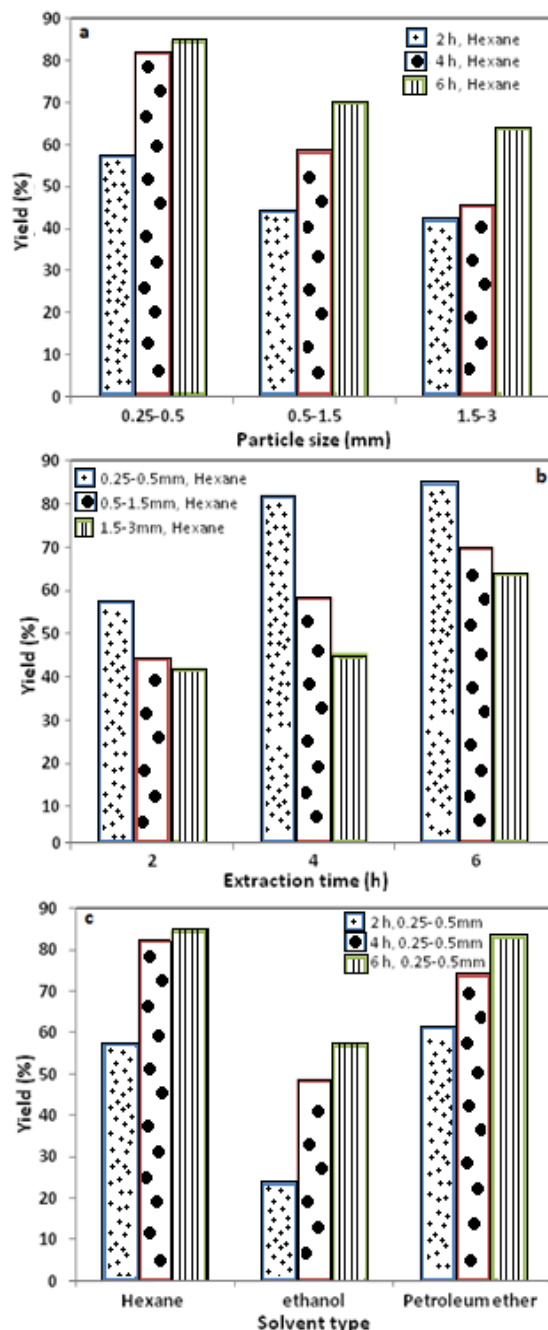 a
2 h, Hexane
4 h, Hexane
6 h, Hexane
90
80
70
60
50
40
30
20
10
0
Yield (%)
0.25-0.5 0.5-1.5 1.5-3
Particle size (mm)
b
0.25-0.5mm, Hexane
0.5-1.5mm, Hexane
1.5-3mm, Hexane
90
80
70
60
50
40
30
20
10
0
Yield (%)
2 4 6
Extraction time (h)
c
2 h, 0.25-0.5mm
4 h, 0.25-0.5mm
6 h, 0.25-0.5mm
90
80
70
60
50
40
30
20
10
0
Yield (%)
Hexane ethanol Petroleum ether
Solvent type